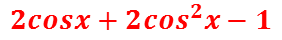 2cosx + 2cos²x − 1